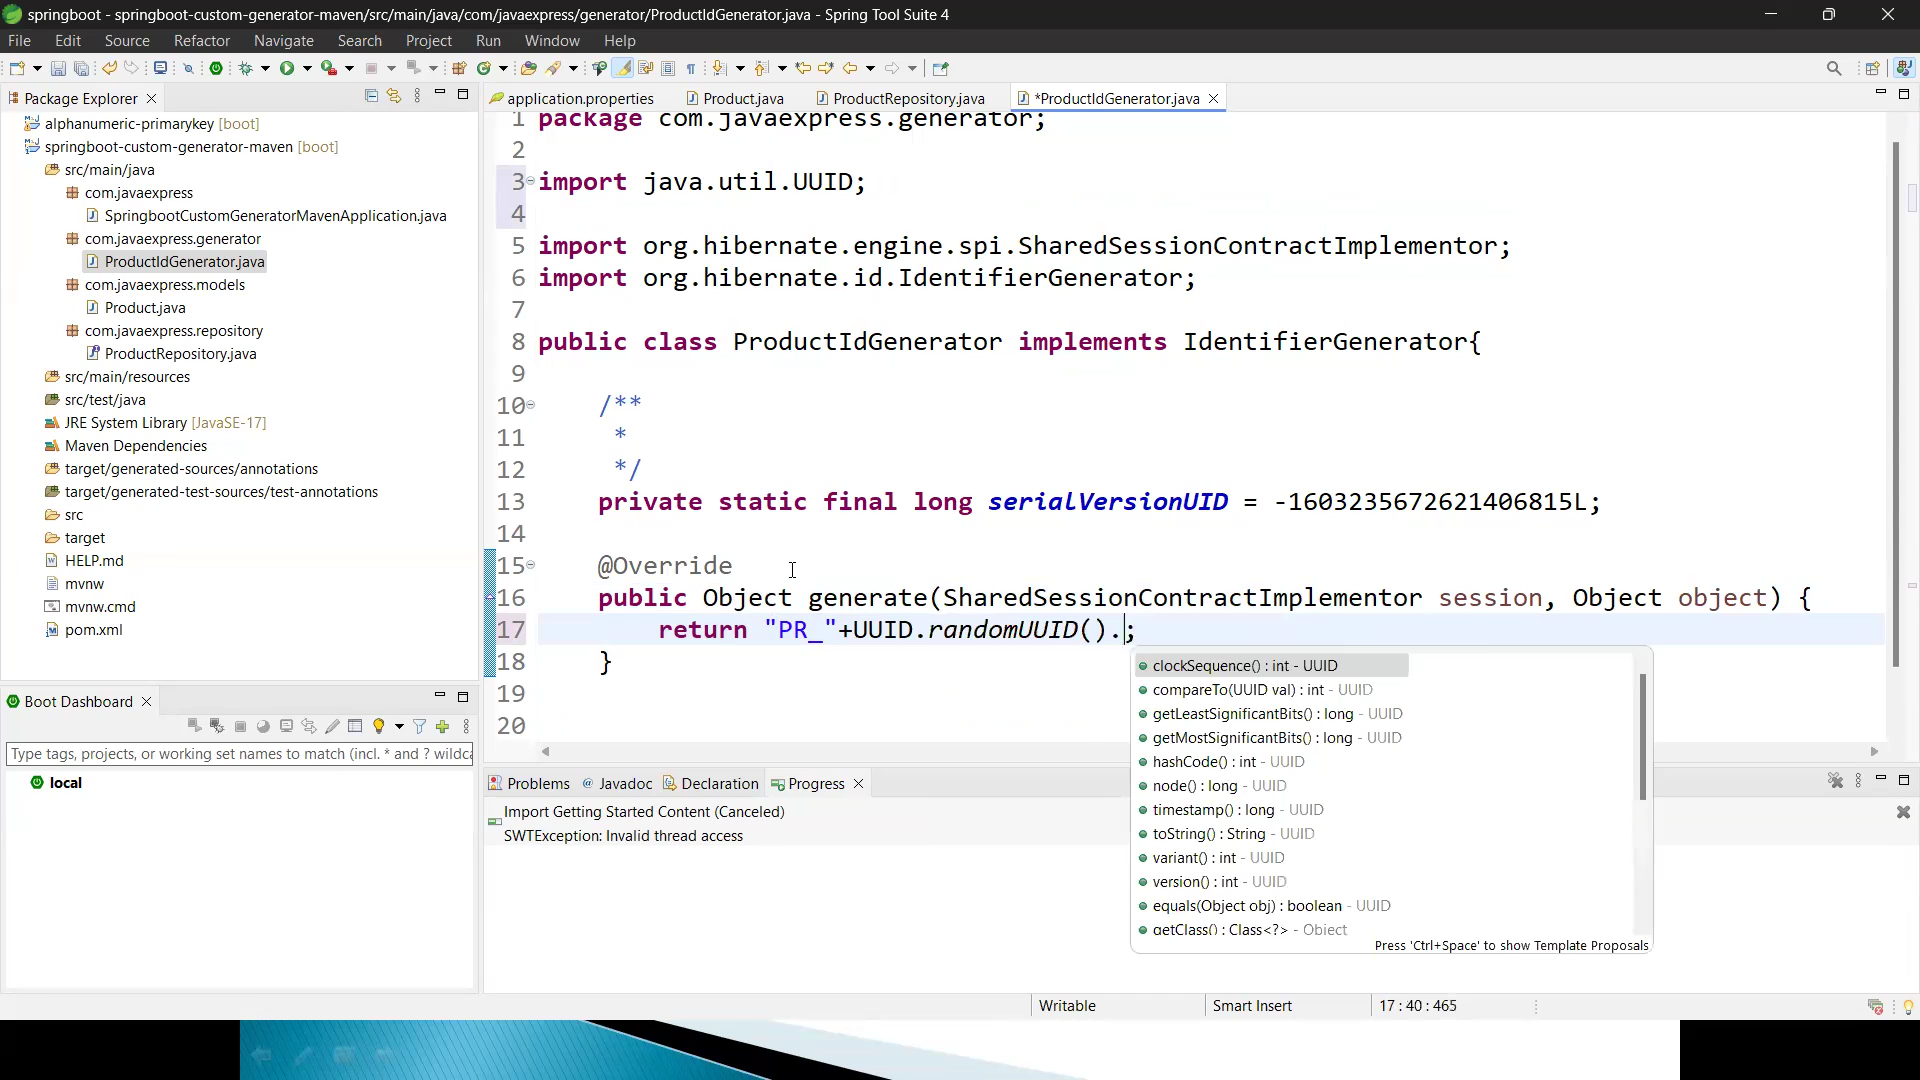 springboot - springboot-custom-generator-maven/src/main/java/com/javaexpress/generator/ProductIdGenerator.java - Spring Tool Suite 4
File Edit Source Refactor Navigate Search Project Run Window Help
Package Explorer
alphanumeric-primarykey [boot]
springboot-custom-generator-maven [boot]
src/main/java
com.javaexpress
SpringbootCustomGeneratorMavenApplication.java
com.javaexpress.generator
ProductIdGenerator.java
com.javaexpress.models
Product.java
com.javaexpress.repository
ProductRepository.java
src/main/resources
src/test/java
JRE System Library [JavaSE-17]
Maven Dependencies
target/generated-sources/annotations
target/generated-test-sources/test-annotations
src
target
HELP.md
mvnw
mvnw.cmd
pom.xml
Boot Dashboard
Type tags, projects, or working set names to match (incl. * and ? wildca
local
application.properties Product.java ProductRepository.java *ProductIdGenerator.java
1 package com.javaexpress.generator;
2
3 import java.util.UUID;
4
5 import org.hibernate.engine.spi.SharedSessionContractImplementor;
6 import org.hibernate.id.IdentifierGenerator;
7
8 public class ProductIdGenerator implements IdentifierGenerator{
9
10 /**
11 *
12 */
13 private static final long serialVersionUID = -1603235672621406815L;
14
15 @Override
16 public Object generate(SharedSessionContractImplementor session, Object object) {
17 return "PR_"+UUID.randomUUID().;
18 }
19
20
clockSequence() : int - UUID
compareTo(UUID val) : int - UUID
getLeastSignificantBits() : long - UUID
getMostSignificantBits() : long - UUID
hashCode() : int - UUID
node() : long - UUID
timestamp() : long - UUID
toString() : String - UUID
variant() : int - UUID
version() : int - UUID
equals(Object obj) : boolean - UUID
getClass() : Class<?> - Object
Press 'Ctrl+Space' to show Template Proposals
Problems Javadoc Declaration Progress
Import Getting Started Content (Canceled)
SWTException: Invalid thread access
Writable Smart Insert 17 : 40 : 465